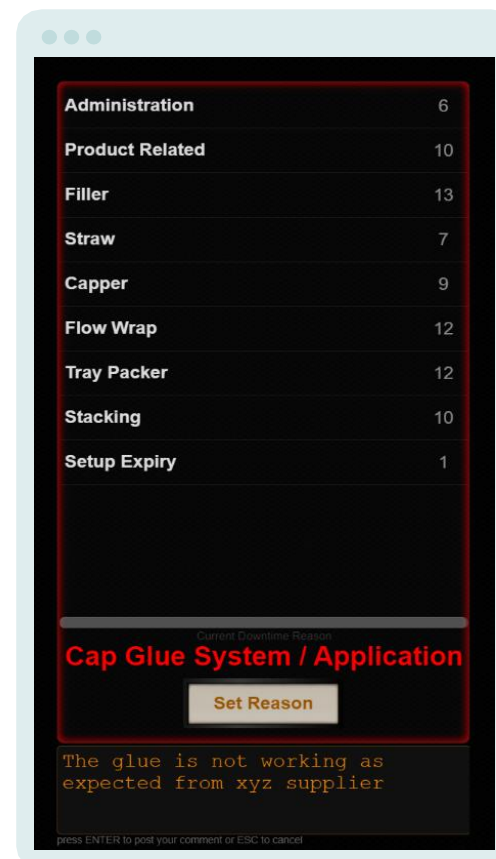 Administration 6
Product Related 10
Filler 13
Straw 7
Capper 9
Flow Wrap 12
Tray Packer 12
Stacking 10
Setup Expiry 1
Current Downtime Reason
Cap Glue System / Application
Set Reason
The glue is not working as
expected from xyz supplier
press ENTER to post your comment or ESC to cancel